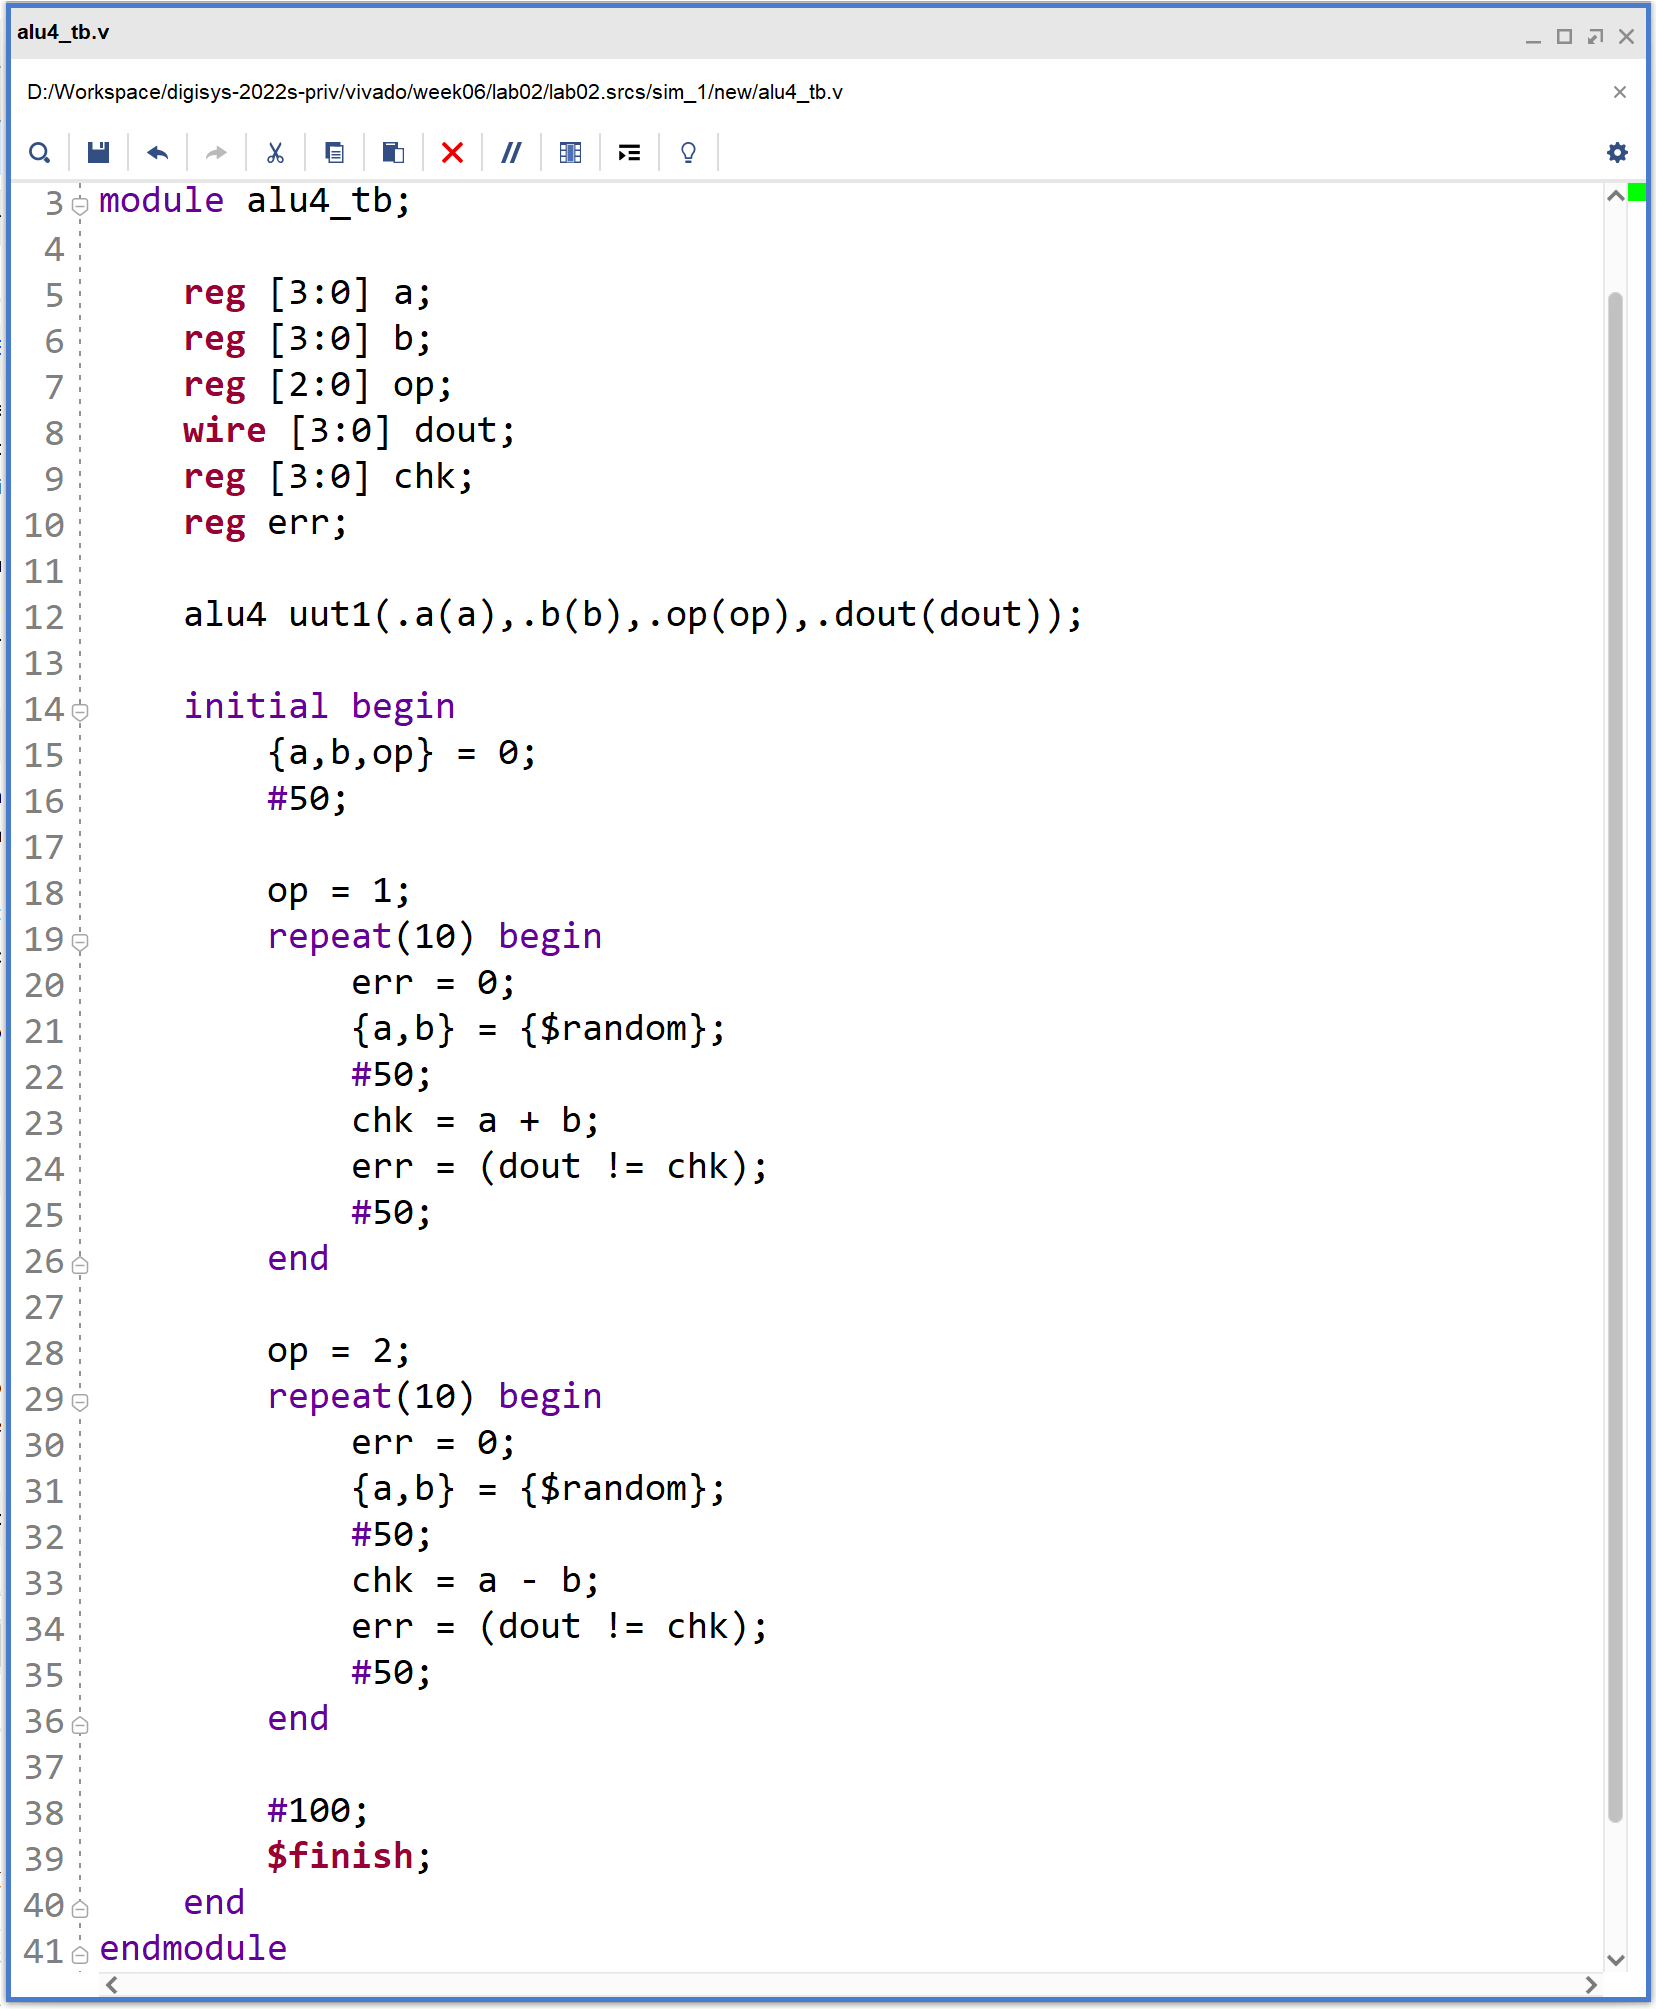 alu4_tb.v
D:/Workspace/digisys-2022s-priv/vivado/week06/lab02/lab02.srcs/sim_1/new/alu4_tb.v
3 module alu4_tb;
4
5 reg [3:0] a;
6 reg [3:0] b;
7 reg [2:0] op;
8 wire [3:0] dout;
9 reg [3:0] chk;
10 reg err;
11
12 alu4 uut1(.a(a),.b(b),.op(op),.dout(dout));
13
14 initial begin
15 {a,b,op} = 0;
16 #50;
17
18 op = 1;
19 repeat(10) begin
20 err = 0;
21 {a,b} = {$random};
22 #50;
23 chk = a + b;
24 err = (dout != chk);
25 #50;
26 end
27
28 op = 2;
29 repeat(10) begin
30 err = 0;
31 {a,b} = {$random};
32 #50;
33 chk = a - b;
34 err = (dout != chk);
35 #50;
36 end
37
38 #100;
39 $finish;
40 end
41 endmodule